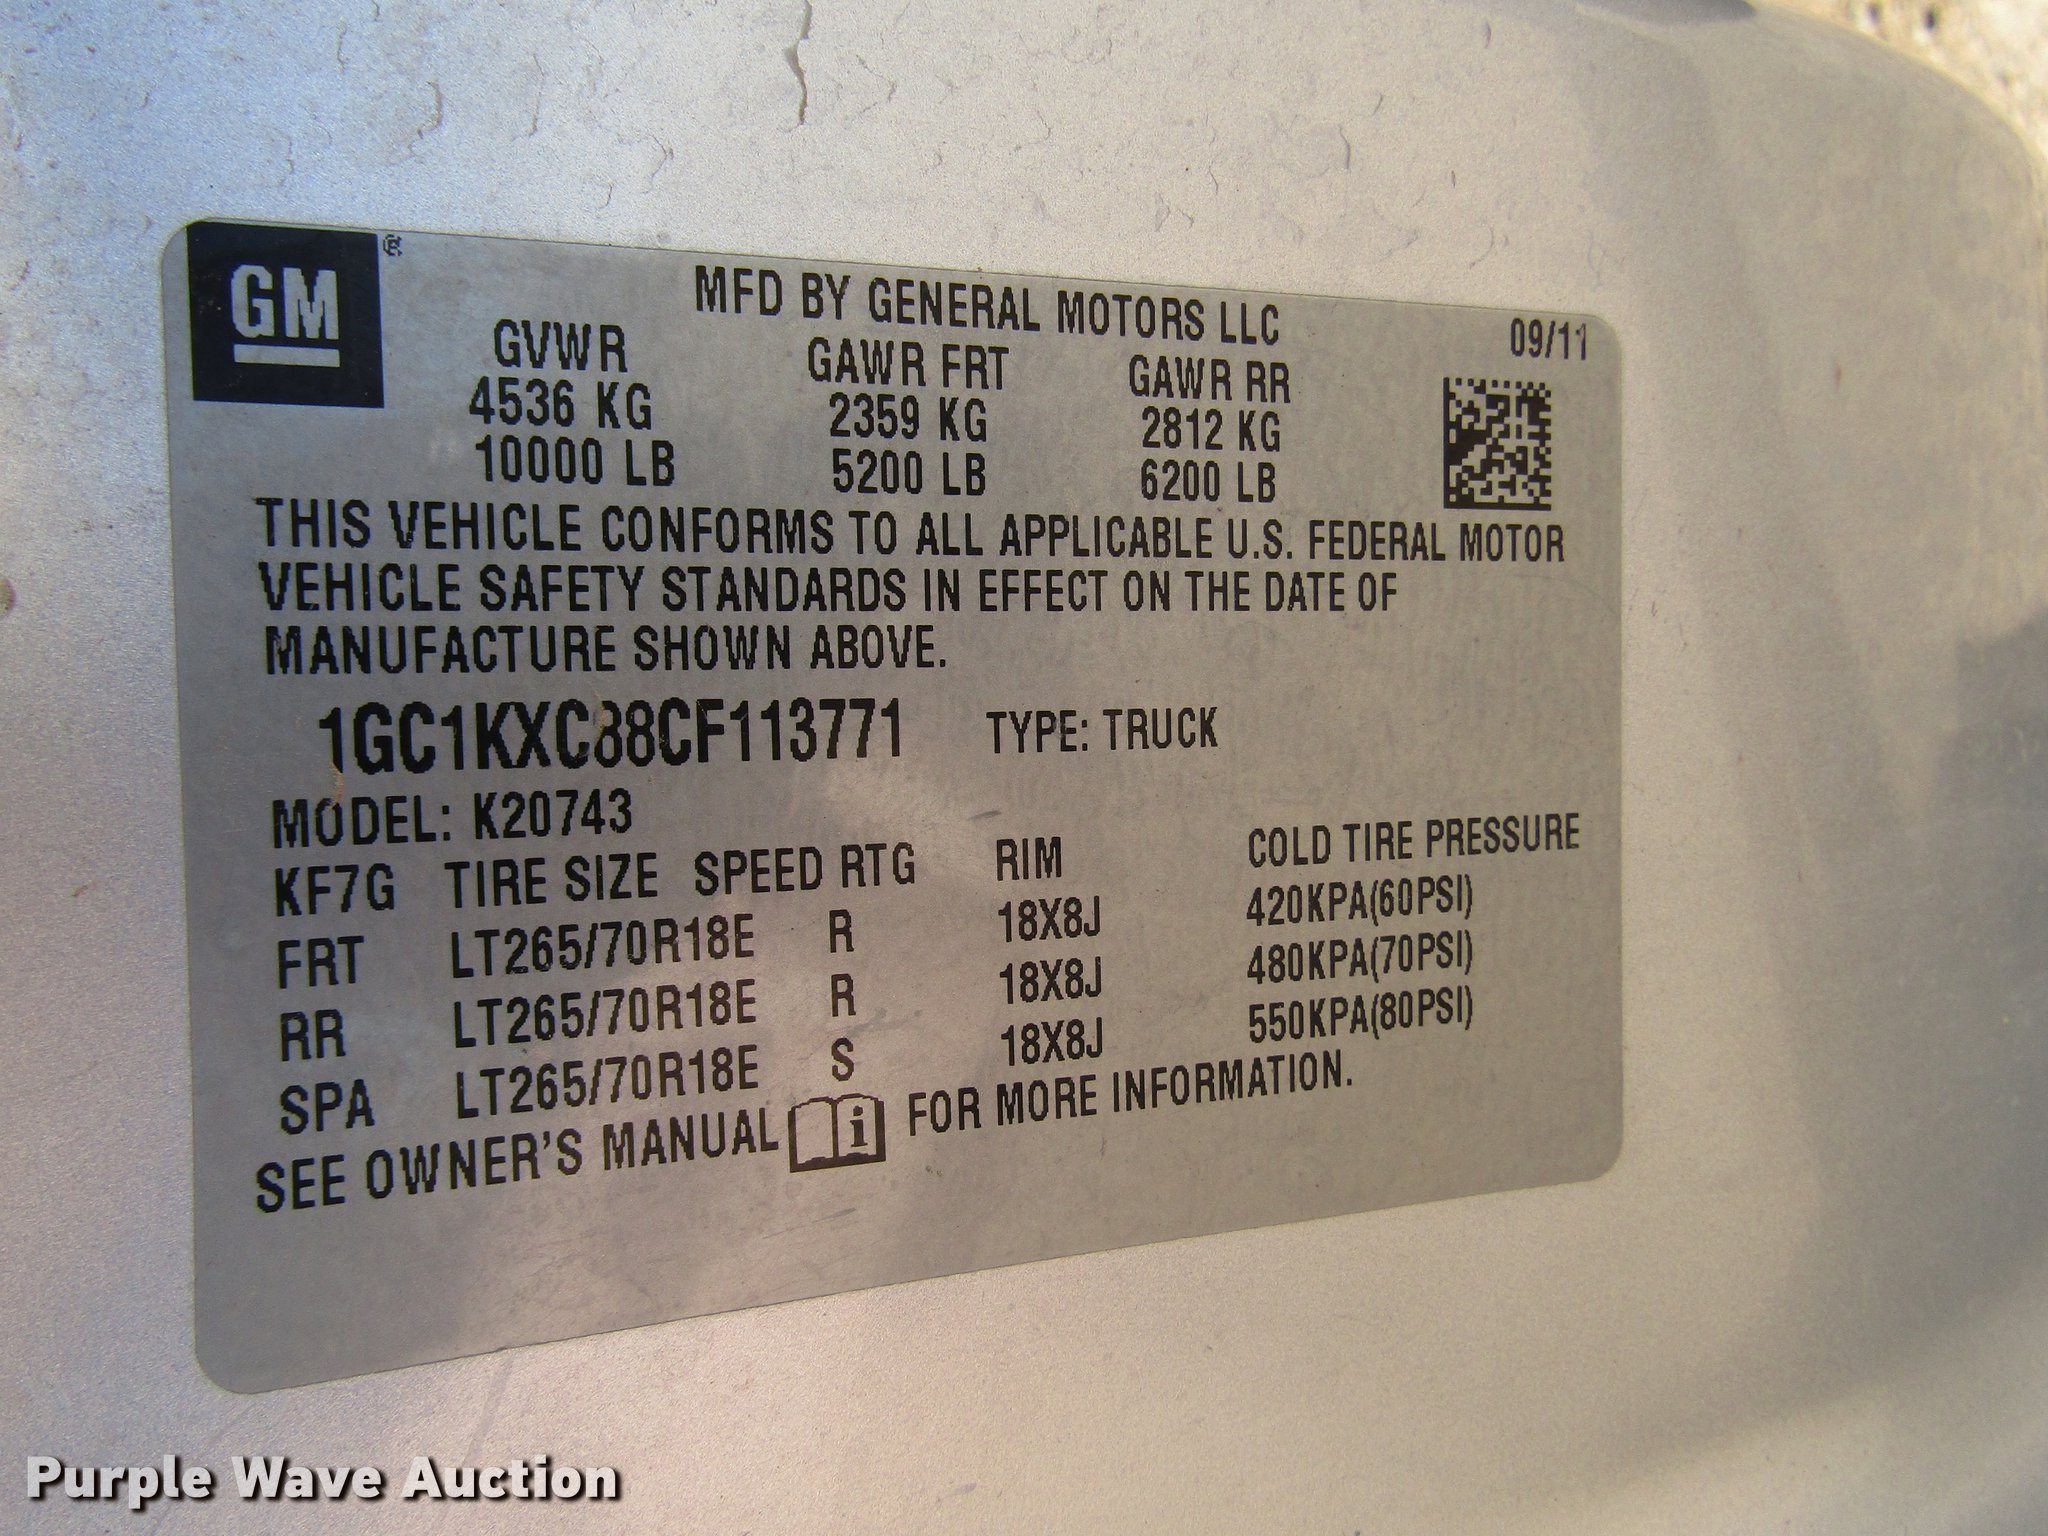 GM ®
MFD BY GENERAL MOTORS LLC
09/11
GVWR GAWR FRT GAWR RR
4536 KG 2359 KG 2812 KG
10000 LB 5200 LB 6200 LB
THIS VEHICLE CONFORMS TO ALL APPLICABLE U.S. FEDERAL MOTOR
VEHICLE SAFETY STANDARDS IN EFFECT ON THE DATE OF
MANUFACTURE SHOWN ABOVE.
1GC1KXC88CF113771 TYPE: TRUCK
MODEL: K20743
KF7G TIRE SIZE SPEED RTG RIM COLD TIRE PRESSURE
FRT LT265/70R18E R 18X8J 420KPA(60PSI)
RR LT265/70R18E R 18X8J 480KPA(70PSI)
SPA LT265/70R18E S 18X8J 550KPA(80PSI)
SEE OWNER'S MANUAL i FOR MORE INFORMATION.
Purple Wave Auction